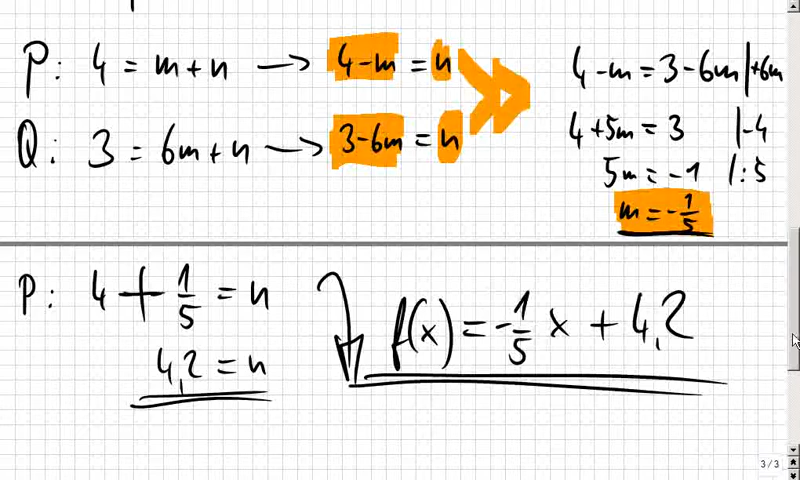 P: 4 = m + n → 4-m = n
Q: 3 = 6m + n → 3-6m = n
4-m = 3-6m |+6m
4+5m = 3 |-4
5m = -1 |:5
m = -1/5
P: 4 + 1/5 = n
4,2 = n
f(x) = -1/5 x + 4,2
3/3